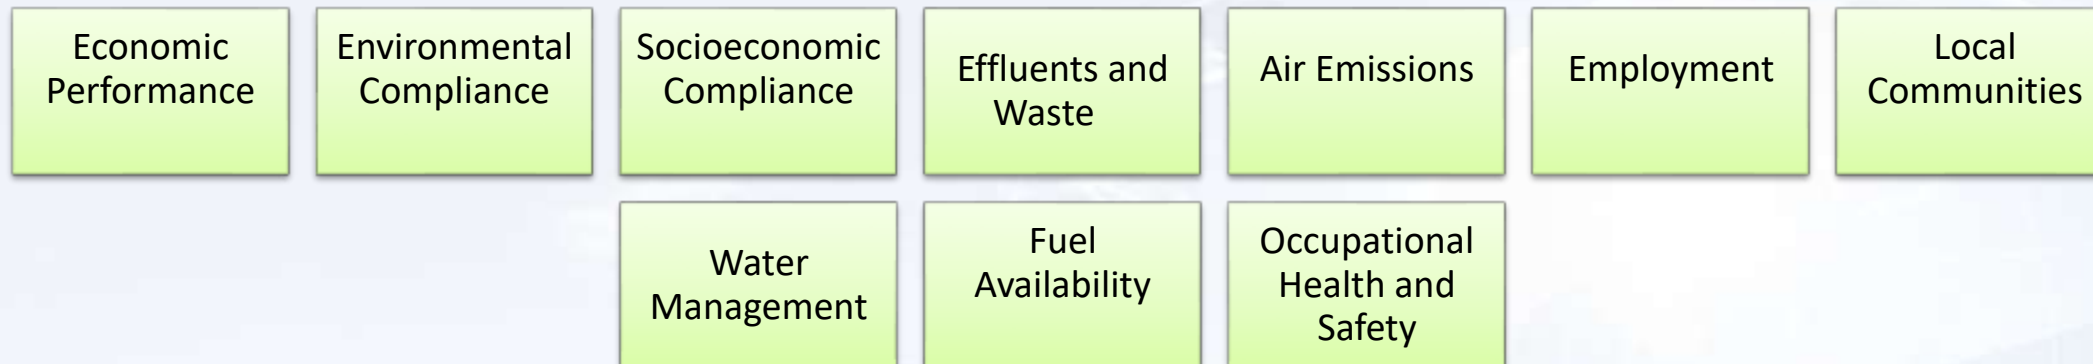 Economic
Performance
Environmental
Compliance
Socioeconomic
Compliance
Effluents and
Waste
Air Emissions
Employment
Local
Communities
Water
Management
Fuel
Availability
Occupational
Health and
Safety